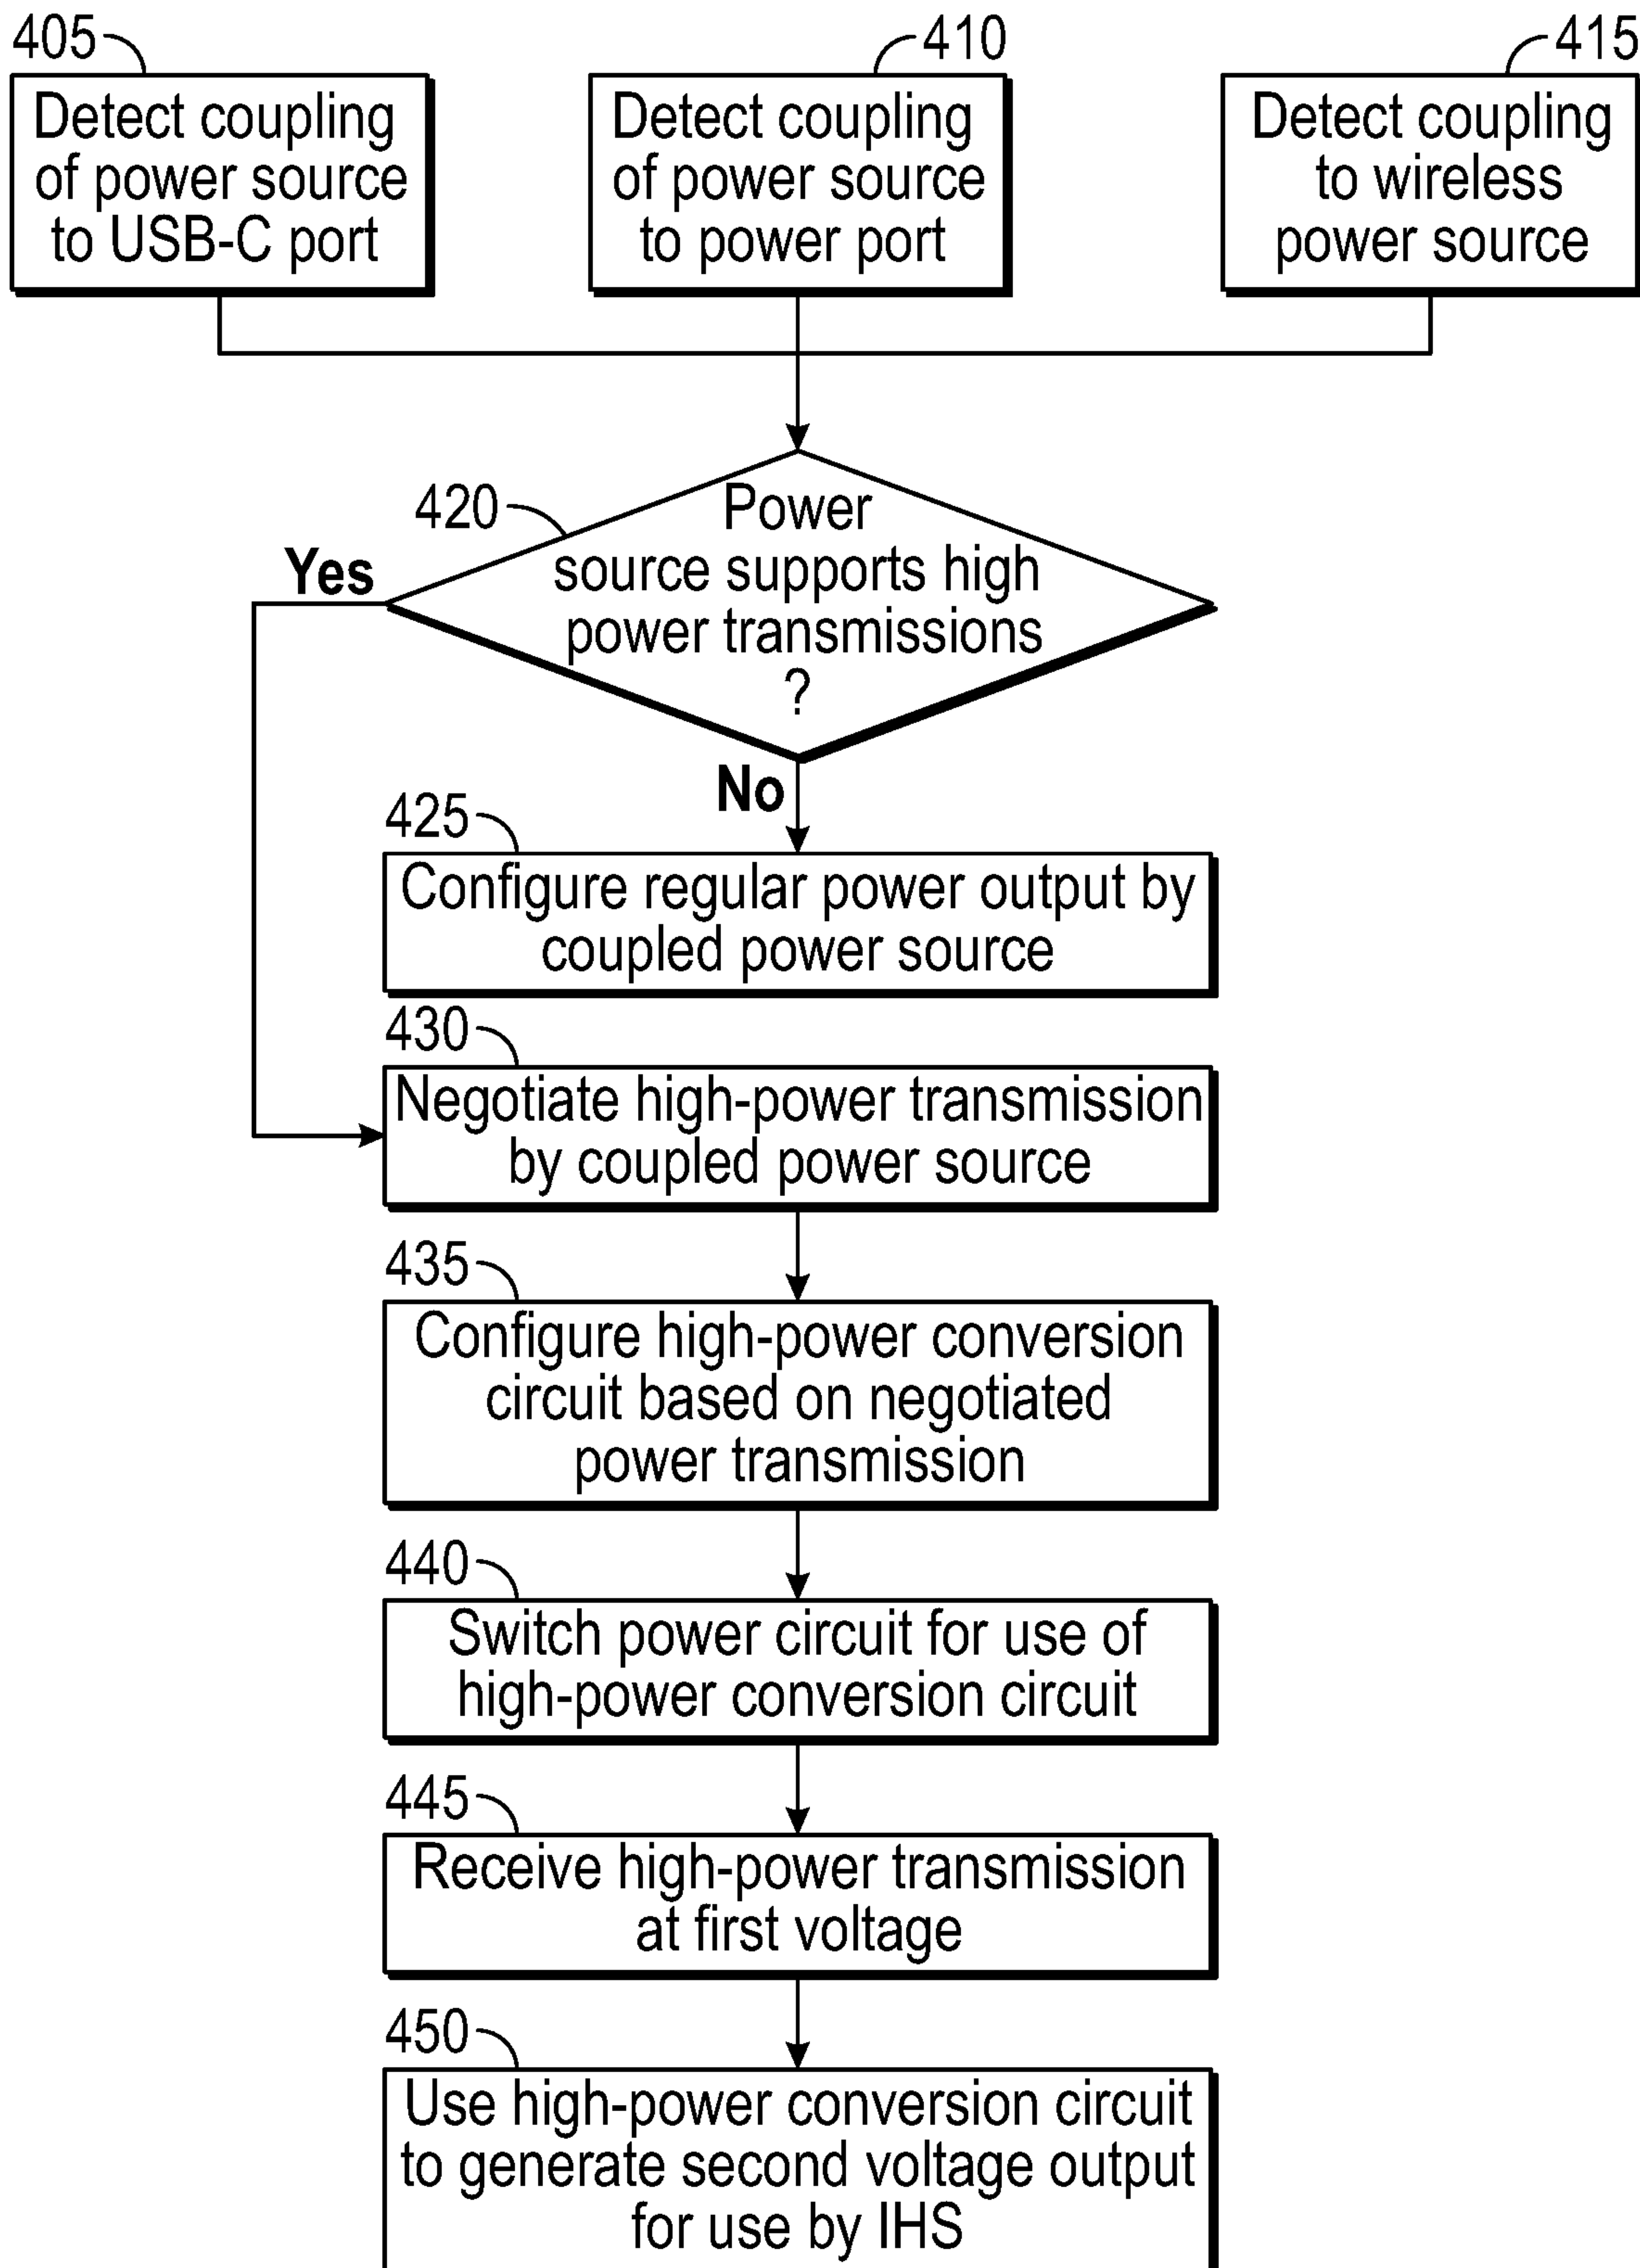 405
Detect coupling
of power source
to USB-C port
410
Detect coupling
of power source
to power port
415
Detect coupling
to wireless
power source
420
Power
source supports high
power transmissions
?
Yes
No
425
Configure regular power output by
coupled power source
430
Negotiate high-power transmission
by coupled power source
435
Configure high-power conversion
circuit based on negotiated
power transmission
440
Switch power circuit for use of
high-power conversion circuit
445
Receive high-power transmission
at first voltage
450
Use high-power conversion circuit
to generate second voltage output
for use by IHS